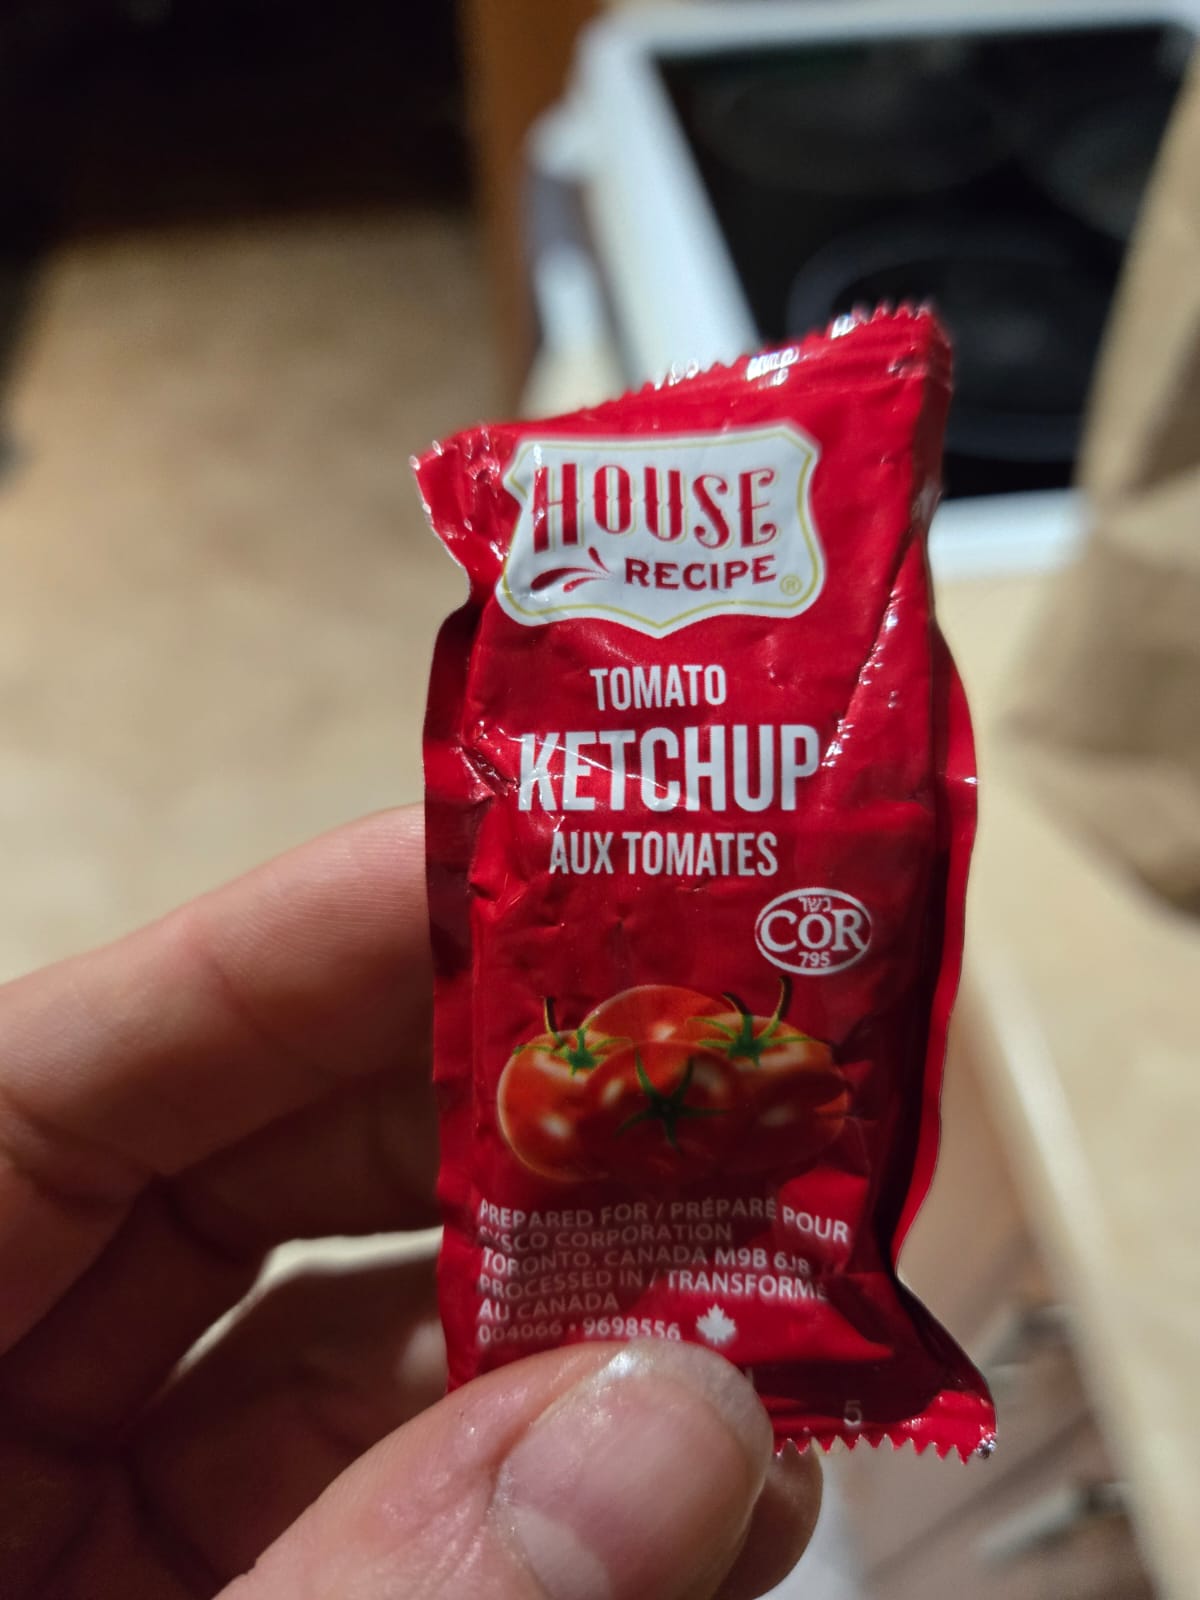 HOUSE
RECIPE®
TOMATO
KETCHUP
AUX TOMATES
כשר
COR
795
PREPARED FOR / PRÉPARÉ POUR
SYSCO CORPORATION
TORONTO, CANADA M9B 6J8
PROCESSED IN / TRANSFORMÉ
AU CANADA
004066 • 9698556
5